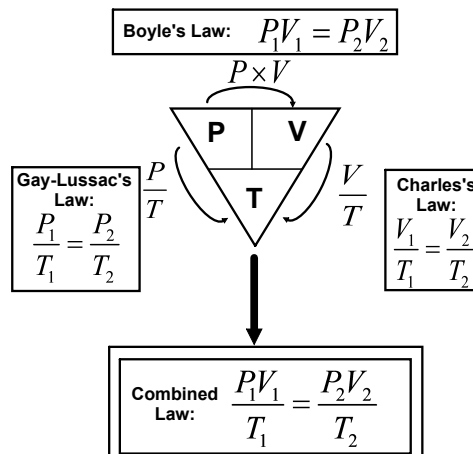 Boyle's Law: P₁V₁ = P₂V₂
P × V
P V
T
Gay-Lussac's
Law:
P₁/T₁ = P₂/T₂
P/T
V/T
Charles's
Law:
V₁/T₁ = V₂/T₂
Combined
Law: P₁V₁/T₁ = P₂V₂/T₂